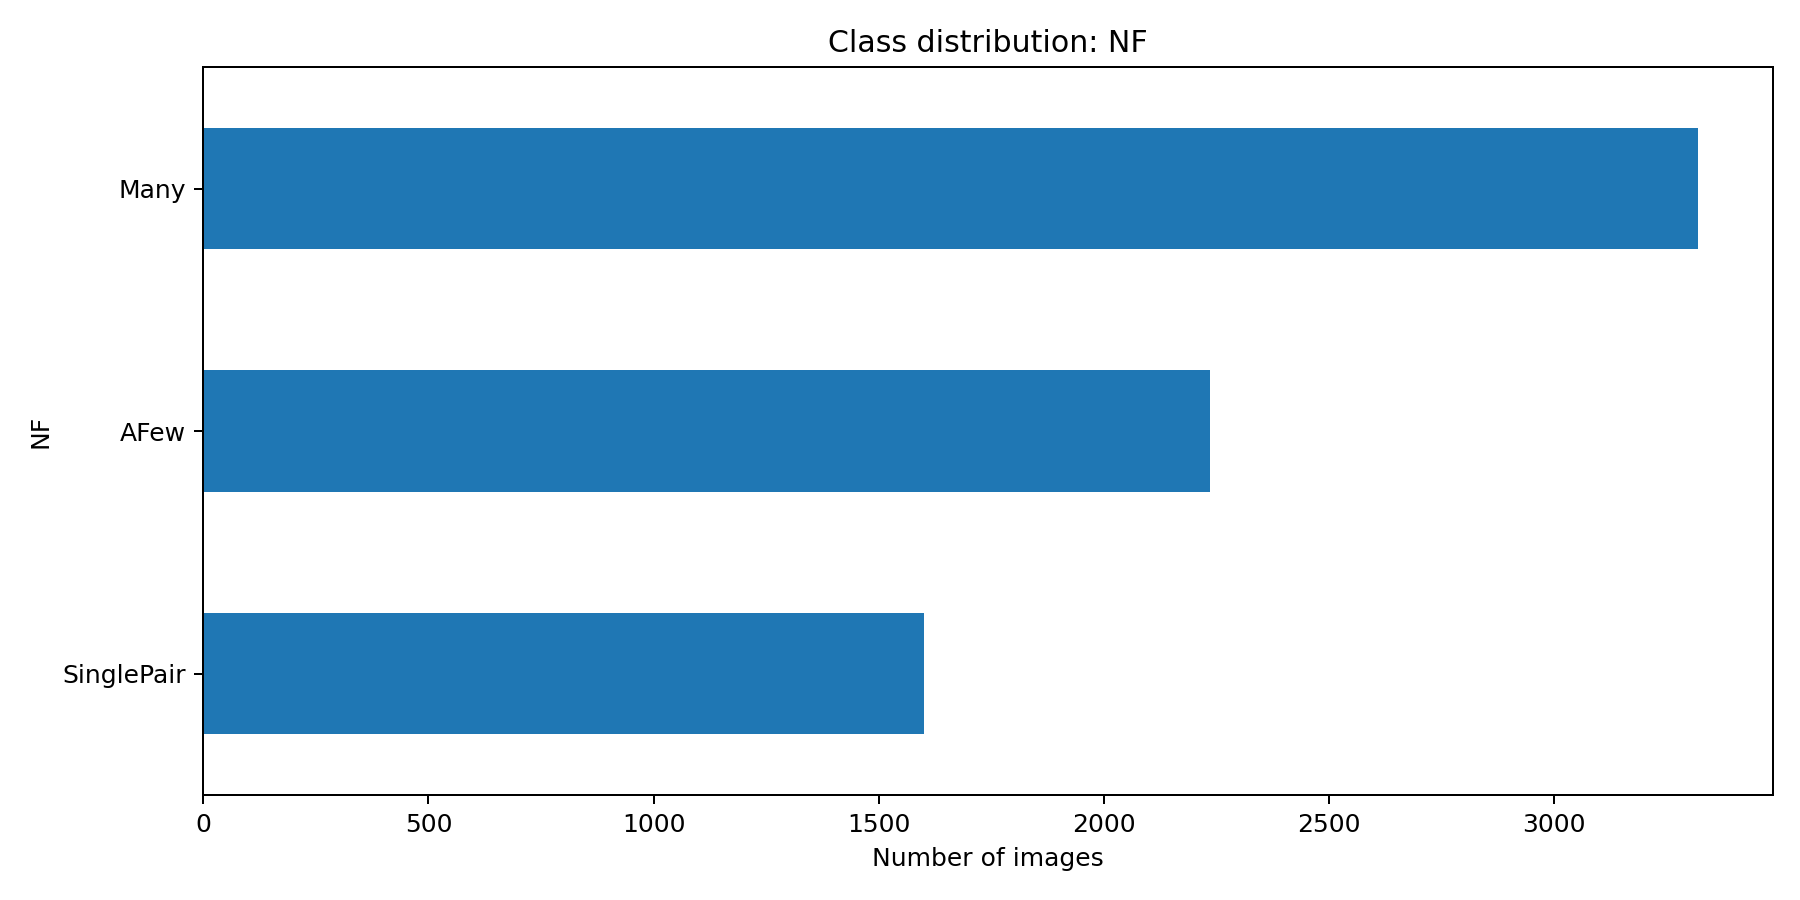 Class distribution: NF
Many
AFew
SinglePair
NF
0 500 1000 1500 2000 2500 3000
Number of images